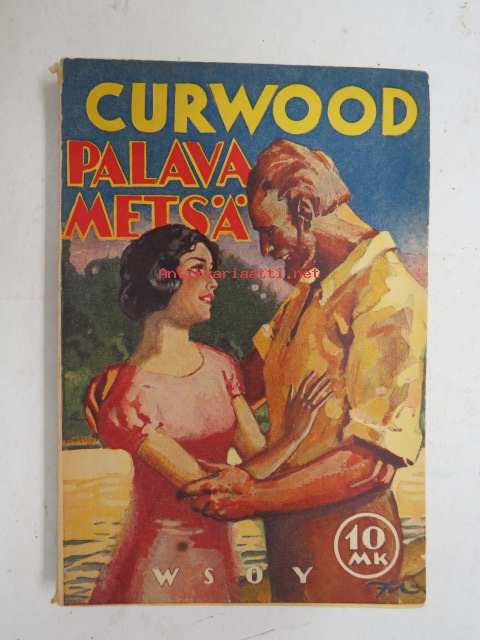 CURWOOD
PALAVA
METSÄ
Antikvariaatti.net
10
MK
WSOY